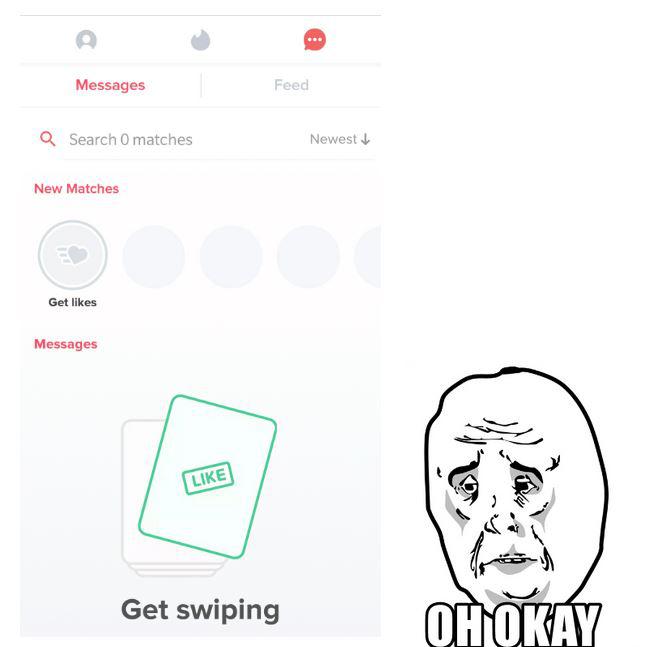 Messages
Feed
Search 0 matches
Newest
New Matches
Get likes
Messages
LIKE
Get swiping
OH OKAY